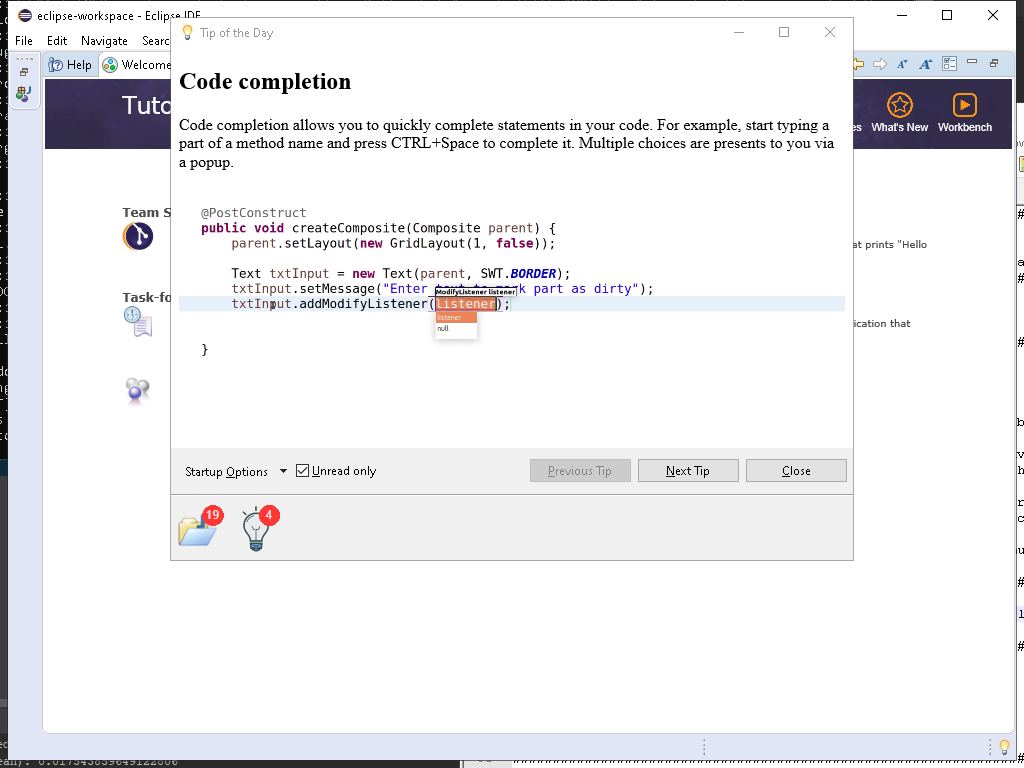 eclipse-workspace - Eclipse IDE
File Edit Navigate Searc
Tip of the Day
Help Welcome
Tuto
What's New Workbench
Code completion
Code completion allows you to quickly complete statements in your code. For example, start typing a
part of a method name and press CTRL+Space to complete it. Multiple choices are presents to you via
a popup.
Team S
@PostConstruct
public void createComposite(Composite parent) {
parent.setLayout(new GridLayout(1, false));
at prints "Hello
Text txtInput = new Text(parent, SWT.BORDER);
txtInput.setMessage("Enter text to mark part as dirty");
ModifyListener listener
Task-fo
txtInput.addModifyListener(listener);
listener
null
ication that
}
Startup Options Unread only Previous Tip Next Tip Close
19 4